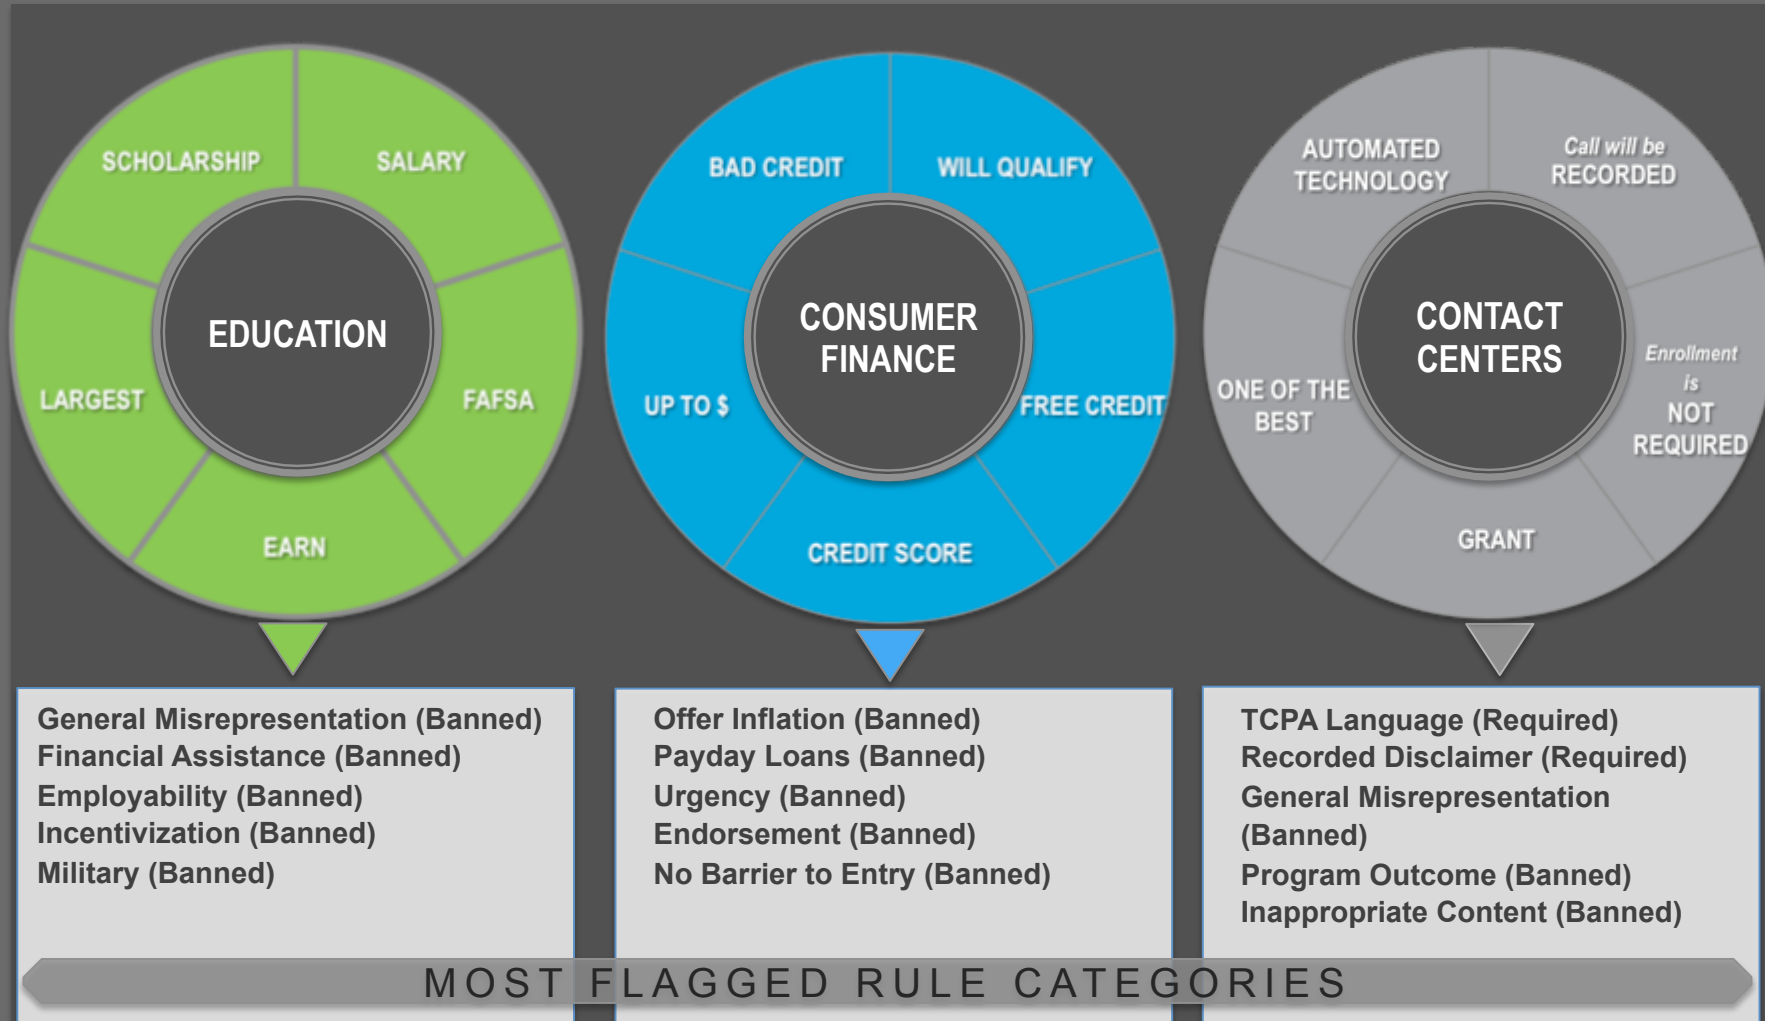 SCHOLARSHIP
SALARY
LARGEST
EDUCATION
FAFSA
EARN
BAD CREDIT
WILL QUALIFY
UP TO $
CONSUMER
FINANCE
FREE CREDIT
CREDIT SCORE
AUTOMATED
TECHNOLOGY
Call will be
RECORDED
ONE OF THE
BEST
CONTACT
CENTERS
Enrollment
is
NOT
REQUIRED
GRANT
General Misrepresentation (Banned)
Financial Assistance (Banned)
Employability (Banned)
Incentivization (Banned)
Military (Banned)
Offer Inflation (Banned)
Payday Loans (Banned)
Urgency (Banned)
Endorsement (Banned)
No Barrier to Entry (Banned)
TCPA Language (Required)
Recorded Disclaimer (Required)
General Misrepresentation
(Banned)
Program Outcome (Banned)
Inappropriate Content (Banned)
MOST FLAGGED RULE CATEGORIES